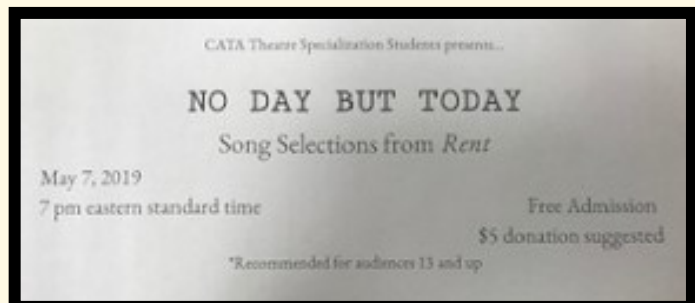 CATA Theatre Specialization Students presents...
NO DAY BUT TODAY
Song Selections from Rent
May 7, 2019
7 pm eastern standard time
Free Admission
$5 donation suggested
*Recommended for audiences 13 and up